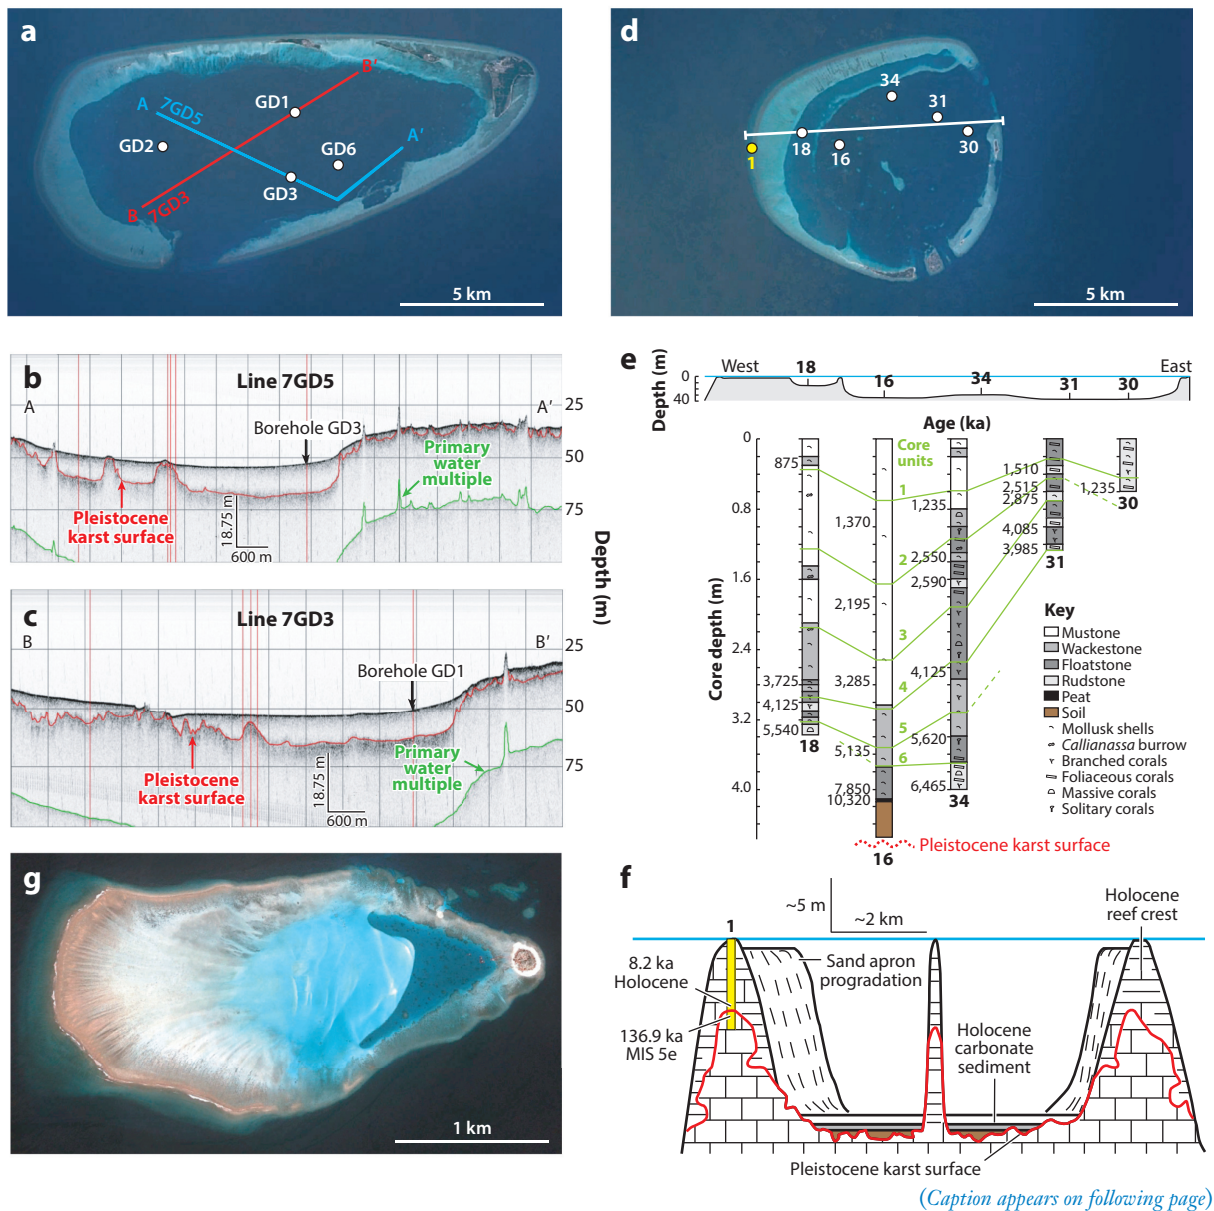 a
A
7GD5
B'
GD1
A'
GD2
GD6
GD3
B
7GD3
5 km
d
34
31
1
18
16
30
5 km
b
Line 7GD5
A
A′
25
Borehole GD3
Primary
water
multiple
50
Pleistocene
karst surface
18.75 m
600 m
75
c
Line 7GD3
B
B′
25
Borehole GD1
50
Primary
water
multiple
Pleistocene
karst surface
18.75 m
600 m
75
Depth (m)
e
Depth (m)
0
40
West
18
16
34
31
30
East
Age (ka)
Core depth (m)
0
0.8
1.6
2.4
3.2
4.0
Core
units
1
2
3
4
5
6
875
3,725
4,125
5,540
18
1,370
2,195
3,285
5,135
7,850
10,320
16
1,235
2,550
2,590
4,125
5,620
6,465
34
1,510
2,515
2,875
4,085
3,985
31
1,235
30
Pleistocene karst surface
Key
Mustone
Wackestone
Floatstone
Rudstone
Peat
Soil
Mollusk shells
Callianassa burrow
Branched corals
Foliaceous corals
Massive corals
Solitary corals
g
1 km
f
~5 m
~2 km
1
8.2 ka
Holocene
136.9 ka
MIS 5e
Sand apron
progradation
Holocene
reef crest
Holocene
carbonate
sediment
Pleistocene karst surface
(Caption appears on following page)